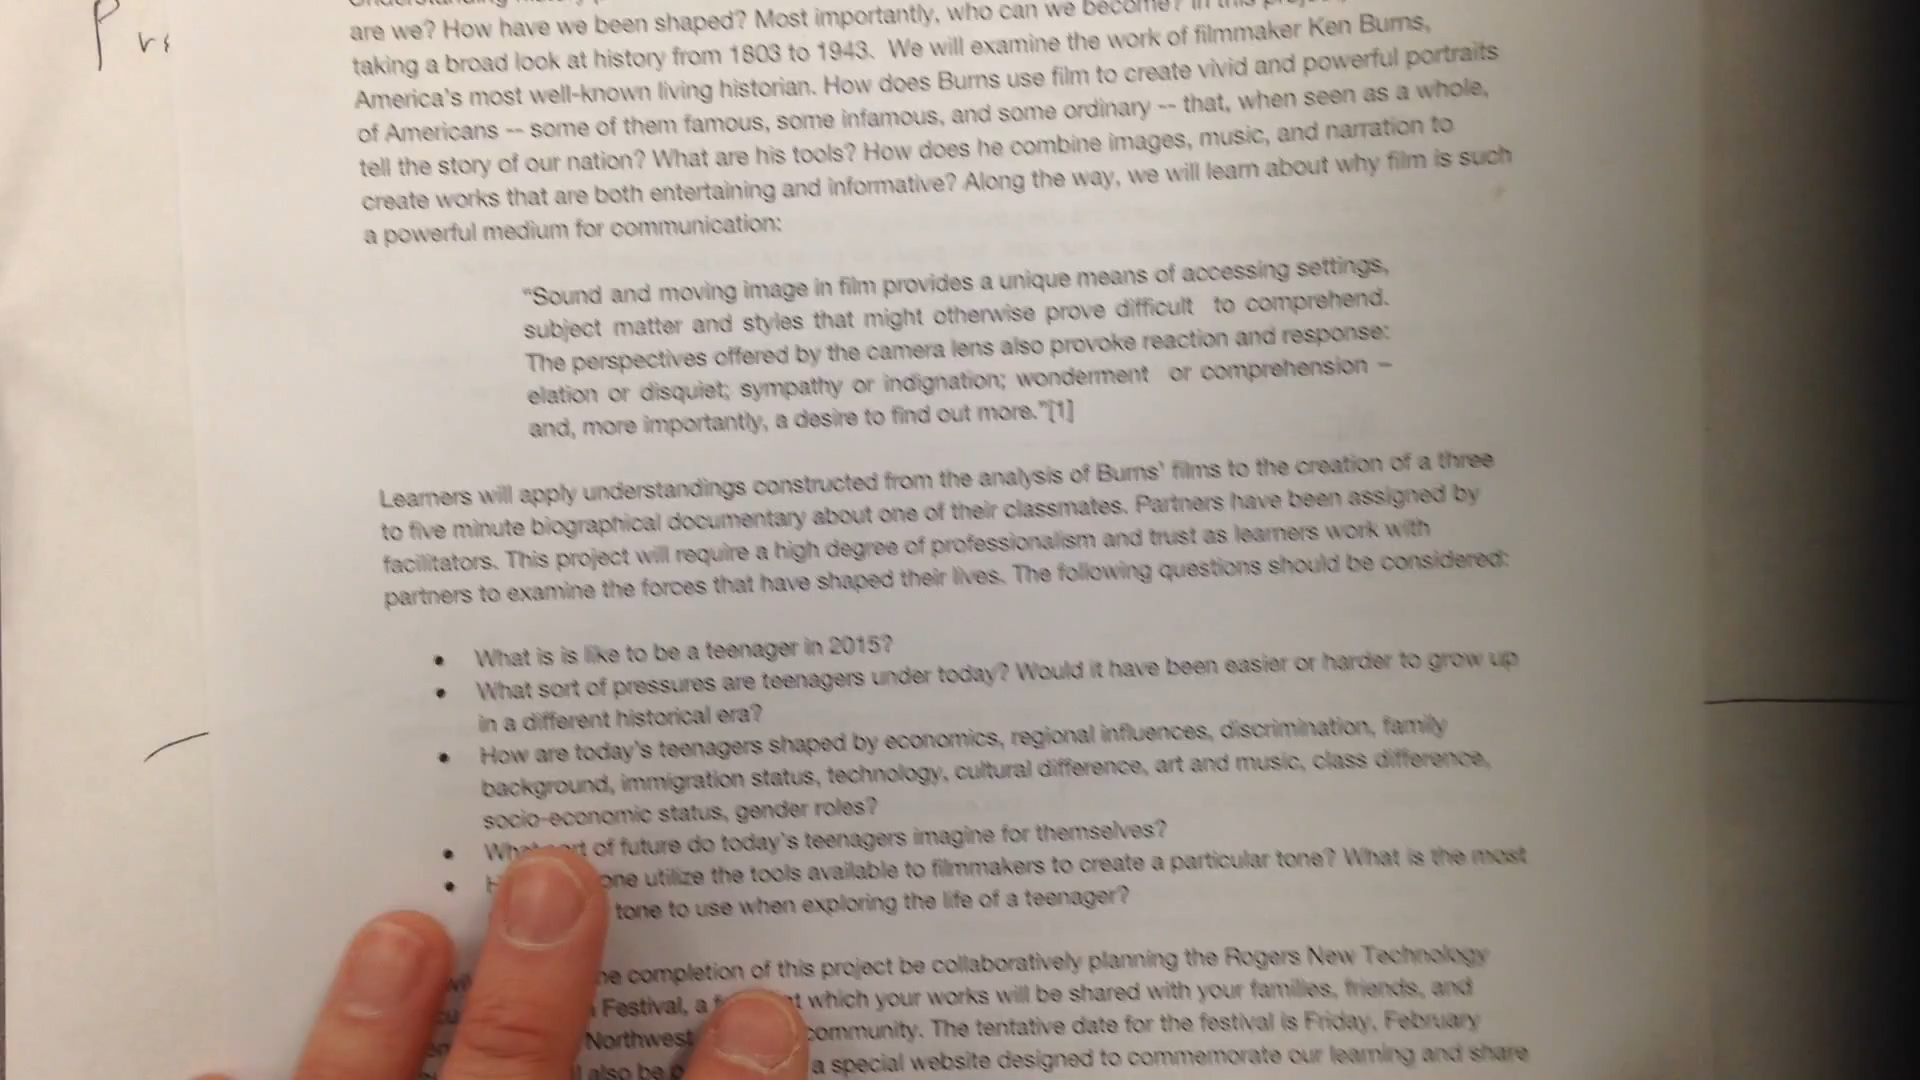 Understanding history
are we? How have we been shaped? Most importantly, who can we become? In this project,
taking a broad look at history from 1803 to 1943. We will examine the work of filmmaker Ken Burns,
America's most well-known living historian. How does Burns use film to create vivid and powerful portraits
of Americans -- some of them famous, some infamous, and some ordinary -- that, when seen as a whole,
tell the story of our nation? What are his tools? How does he combine images, music, and narration to
create works that are both entertaining and informative? Along the way, we will learn about why film is such
a powerful medium for communication:
"Sound and moving image in film provides a unique means of accessing settings,
subject matter and styles that might otherwise prove difficult to comprehend.
The perspectives offered by the camera lens also provoke reaction and response:
elation or disquiet; sympathy or indignation; wonderment or comprehension –
and, more importantly, a desire to find out more."[1]
Learners will apply understandings constructed from the analysis of Burns' films to the creation of a three
to five minute biographical documentary about one of their classmates. Partners have been assigned by
facilitators. This project will require a high degree of professionalism and trust as learners work with
partners to examine the forces that have shaped their lives. The following questions should be considered:
• What is is like to be a teenager in 2015?
• What sort of pressures are teenagers under today? Would it have been easier or harder to grow up
in a different historical era?
• How are today's teenagers shaped by economics, regional influences, discrimination, family
background, immigration status, technology, cultural difference, art and music, class difference,
socio-economic status, gender roles?
• What sort of future do today's teenagers imagine for themselves?
• one utilize the tools available to filmmakers to create a particular tone? What is the most
tone to use when exploring the life of a teenager?
completion of this project be collaboratively planning the Rogers New Technology
Festival, a which your works will be shared with your families, friends, and
Northwest community. The tentative date for the festival is Friday, February
also be a special website designed to commemorate our learning and share